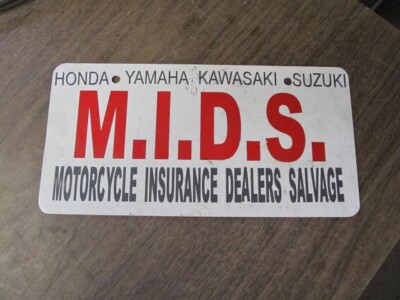 HONDA YAMAHA KAWASAKI SUZUKI
M.I.D.S.
MOTORCYCLE INSURANCE DEALERS SALVAGE